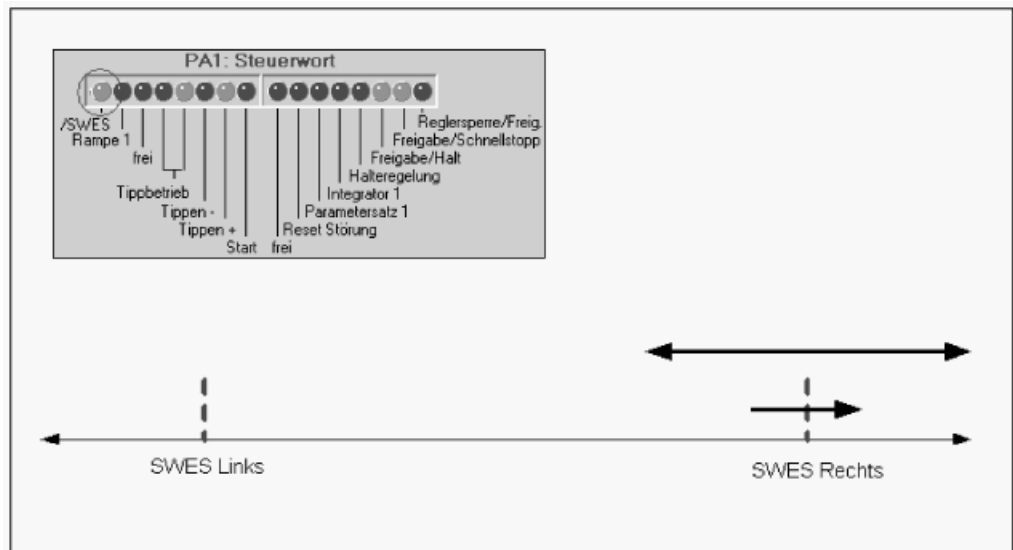 PA1: Steuerwort
/SWES
Rampe 1
frei
Tippbetrieb
Tippen -
Tippen +
Start
frei
Reset Störung
Parametersatz 1
Integrator 1
Halteregelung
Freigabe/Halt
Freigabe/Schnellstopp
Reglersperre/Freig.
SWES Links
SWES Rechts